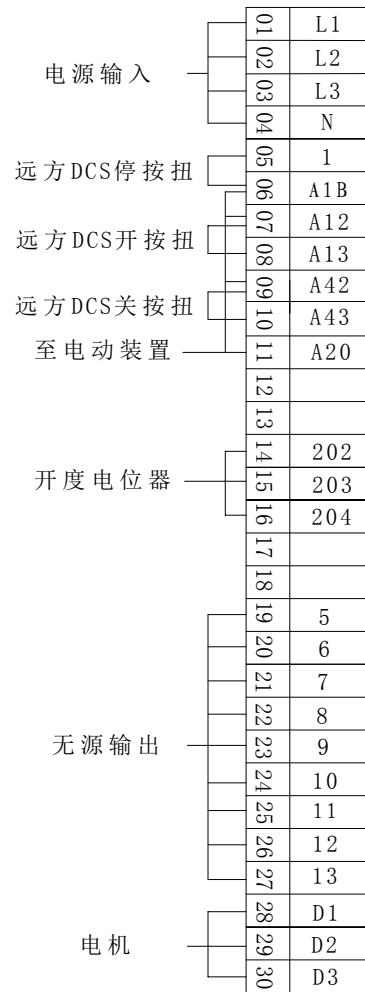 01 L1
02 L2
电源输入
03 L3
04 N
05 1
远方DCS停按扭
06 A1B
07 A12
远方DCS开按扭
08 A13
09 A42
远方DCS关按扭
10 A43
至电动装置
11 A20
12
13
14 202
开度电位器
15 203
16 204
17
18
19 5
20 6
21 7
22 8
无源输出
23 9
24 10
25 11
26 12
27 13
28 D1
电机
29 D2
30 D3